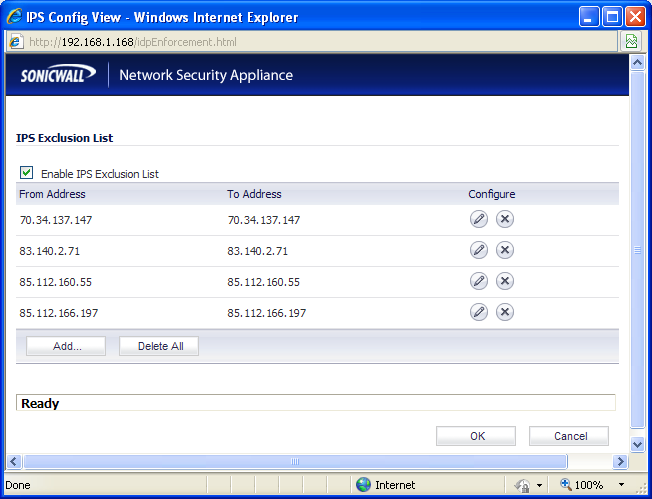 IPS Config View - Windows Internet Explorer
http://192.168.1.168/idpEnforcement.html
SONICWALL Network Security Appliance
IPS Exclusion List
Enable IPS Exclusion List
From Address To Address Configure
70.34.137.147 70.34.137.147
83.140.2.71 83.140.2.71
85.112.160.55 85.112.160.55
85.112.166.197 85.112.166.197
Add... Delete All
Ready
OK Cancel
Done Internet 100%